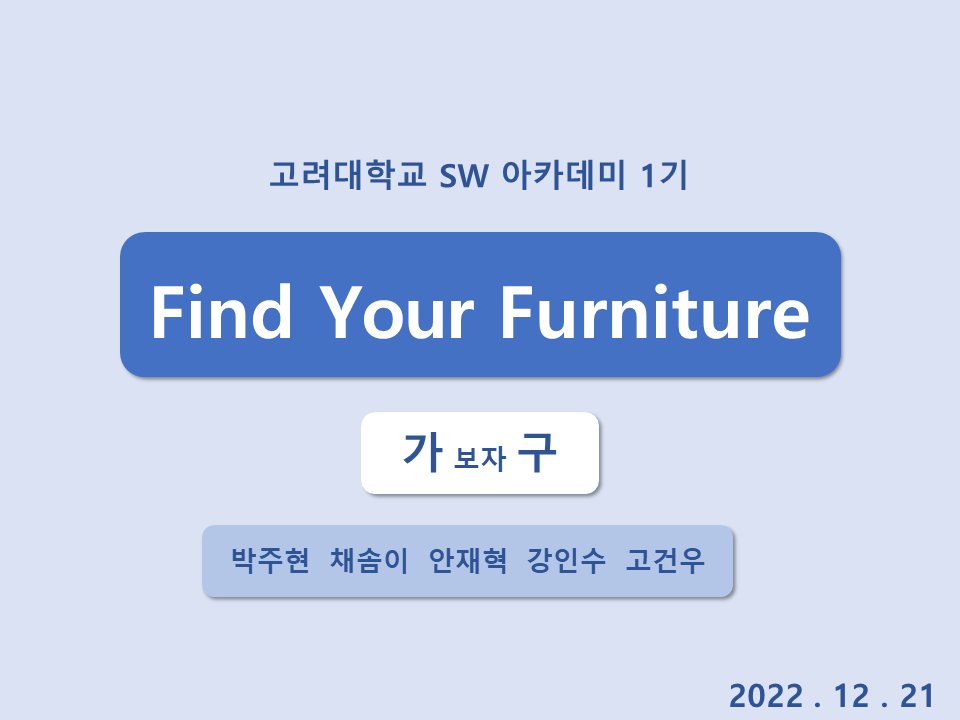 고려대학교 SW 아카데미 1기
Find Your Furniture
가 보자 구
박주현 채솜이 안재혁 강인수 고건우
2022 . 12 . 21